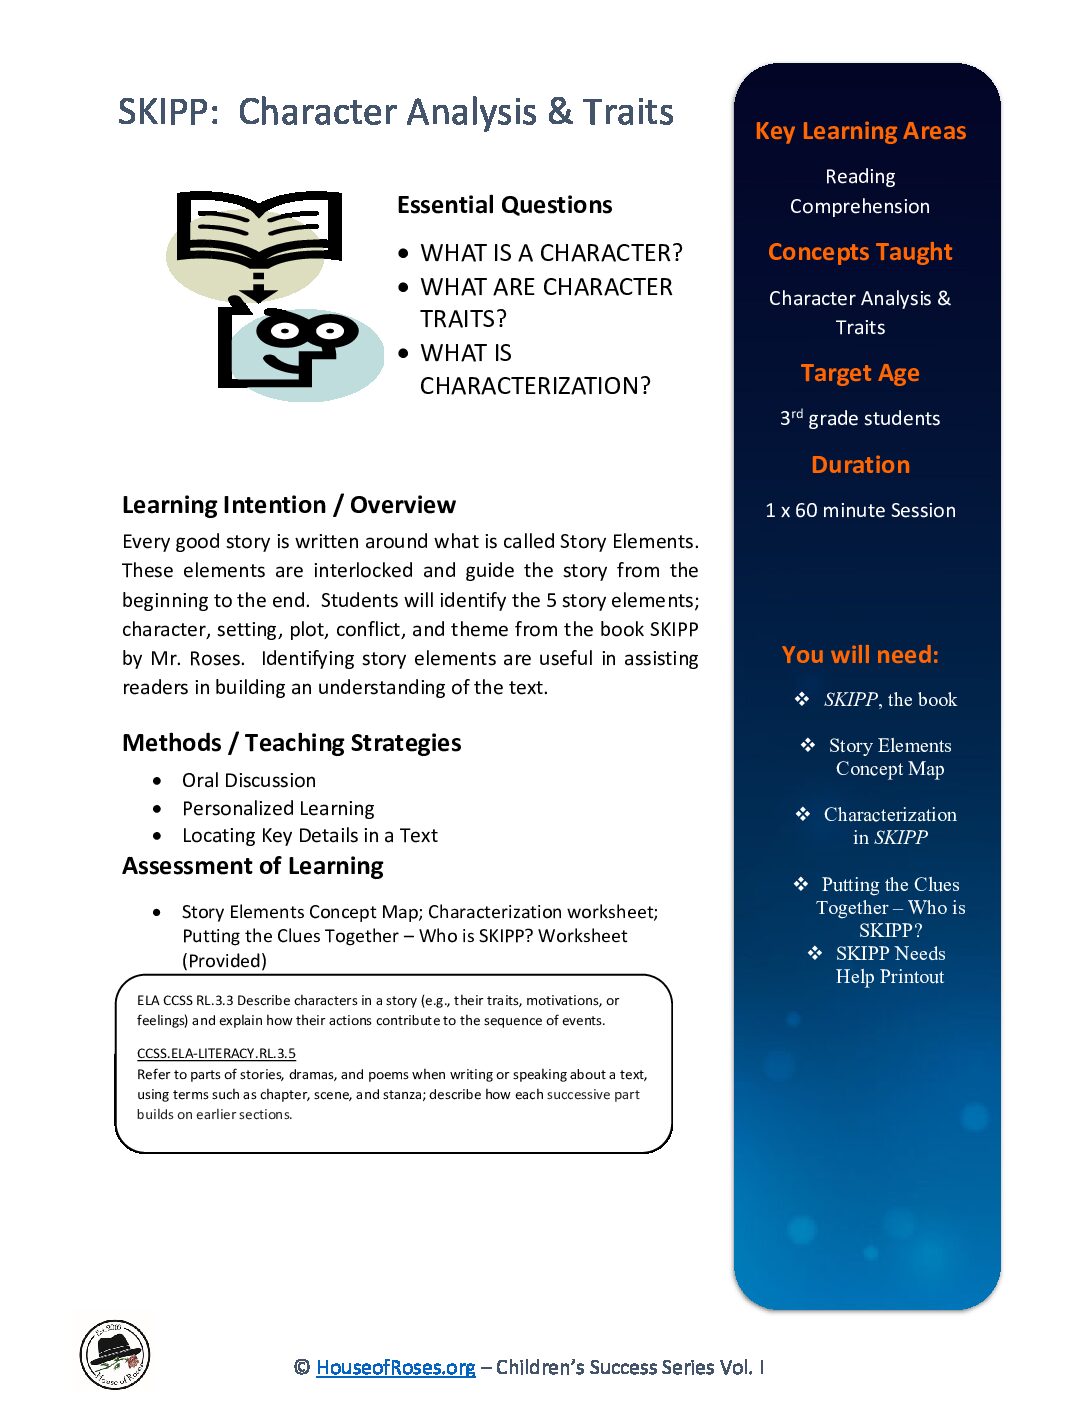 SKIPP: Character Analysis & Traits
Essential Questions
• WHAT IS A CHARACTER?
• WHAT ARE CHARACTER
TRAITS?
• WHAT IS
CHARACTERIZATION?
Learning Intention / Overview
Every good story is written around what is called Story Elements.
These elements are interlocked and guide the story from the
beginning to the end. Students will identify the 5 story elements;
character, setting, plot, conflict, and theme from the book SKIPP
by Mr. Roses. Identifying story elements are useful in assisting
readers in building an understanding of the text.
Methods / Teaching Strategies
• Oral Discussion
• Personalized Learning
• Locating Key Details in a Text
Assessment of Learning
• Story Elements Concept Map; Characterization worksheet;
Putting the Clues Together – Who is SKIPP? Worksheet
(Provided)
ELA CCSS RL.3.3 Describe characters in a story (e.g., their traits, motivations, or
feelings) and explain how their actions contribute to the sequence of events.
CCSS.ELA-LITERACY.RL.3.5
Refer to parts of stories, dramas, and poems when writing or speaking about a text,
using terms such as chapter, scene, and stanza; describe how each successive part
builds on earlier sections.
Key Learning Areas
Reading
Comprehension
Concepts Taught
Character Analysis &
Traits
Target Age
3rd grade students
Duration
1 x 60 minute Session
You will need:
❖ SKIPP, the book
❖ Story Elements
Concept Map
❖ Characterization
in SKIPP
❖ Putting the Clues
Together – Who is
SKIPP?
❖ SKIPP Needs
Help Printout
Est. 2016
House of Roses
© HouseofRoses.org – Children's Success Series Vol. I